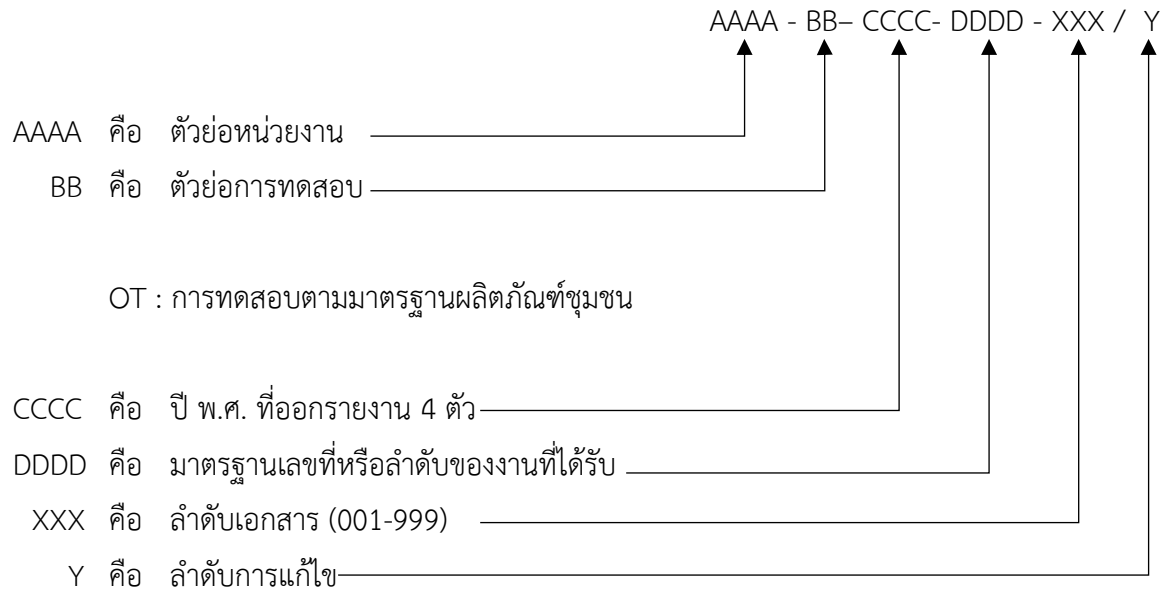 AAAA - BB– CCCC- DDDD - XXX / Y
AAAA คือ ตัวย่อหน่วยงาน
BB คือ ตัวย่อการทดสอบ
OT : การทดสอบตามมาตรฐานผลิตภัณฑ์ชุมชน
CCCC คือ ปี พ.ศ. ที่ออกรายงาน 4 ตัว
DDDD คือ มาตรฐานเลขที่หรือลำดับของงานที่ได้รับ
XXX คือ ลำดับเอกสาร (001-999)
Y คือ ลำดับการแก้ไข